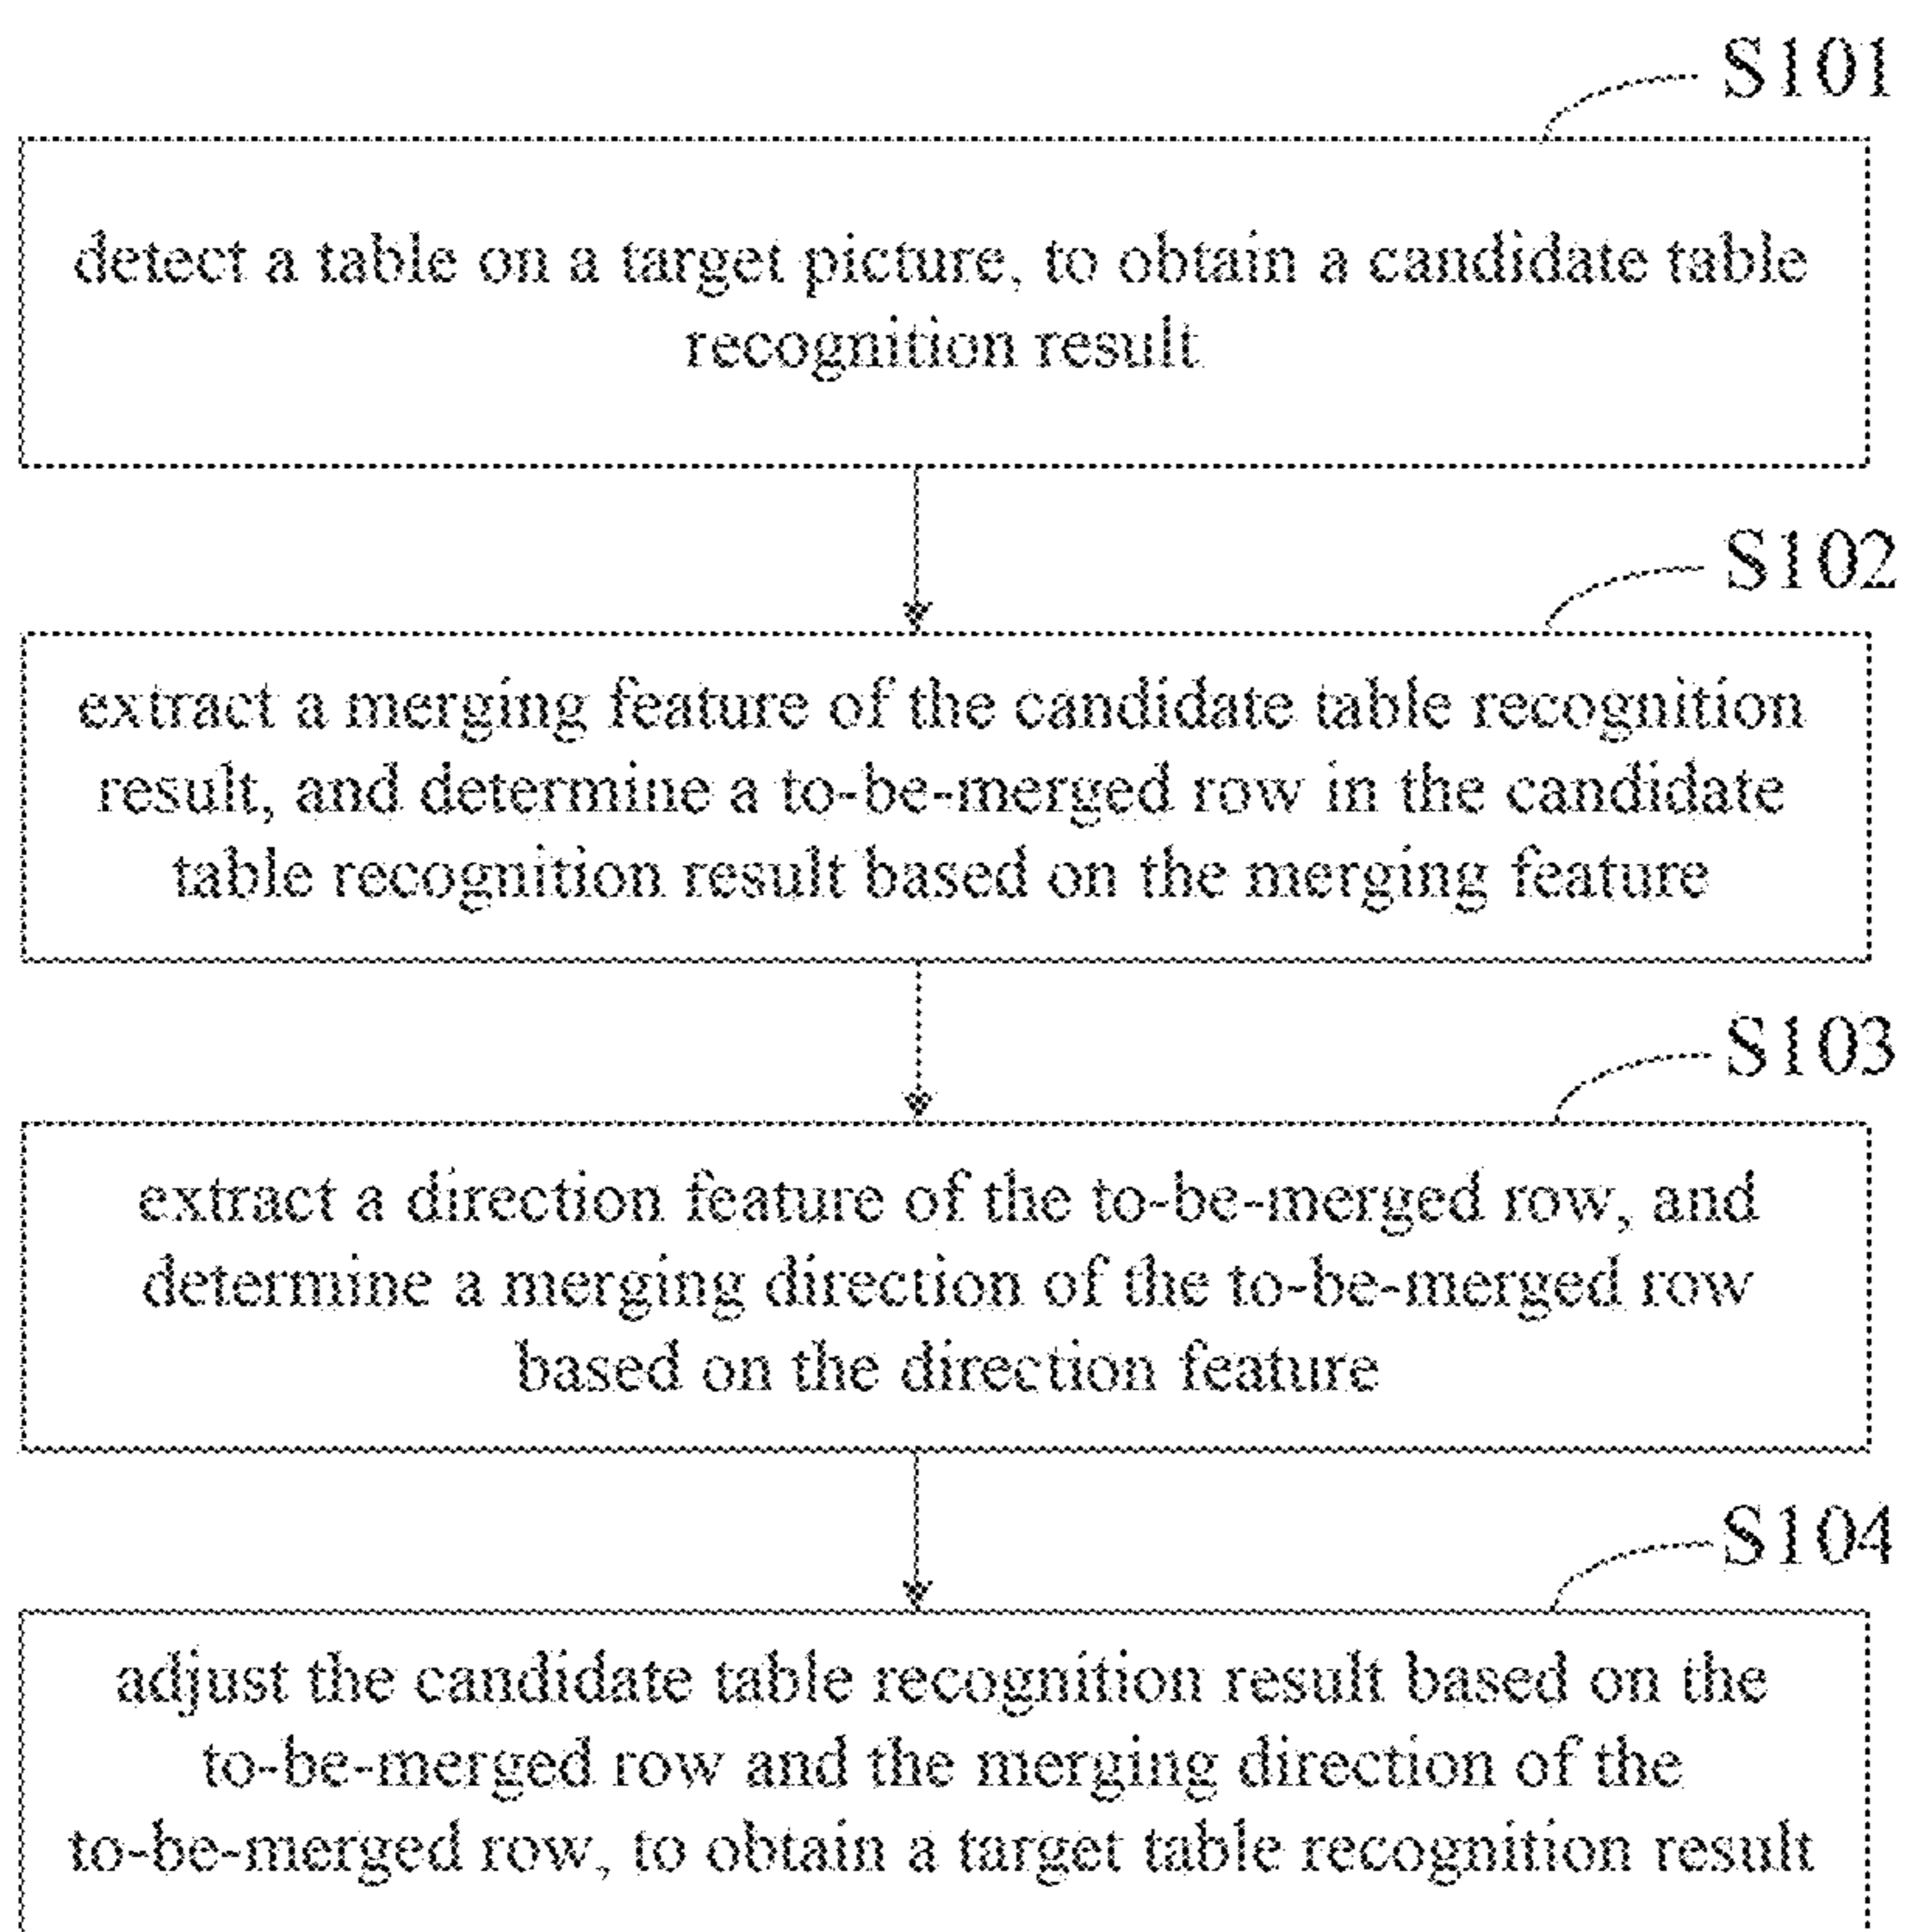 S101
detect a table on a target picture, to obtain a candidate table
recognition result
S102
extract a merging feature of the candidate table recognition
result, and determine a to-be-merged row in the candidate
table recognition result based on the merging feature
S103
extract a direction feature of the to-be-merged row, and
determine a merging direction of the to-be-merged row
based on the direction feature
S104
adjust the candidate table recognition result based on the
to-be-merged row and the merging direction of the
to-be-merged row, to obtain a target table recognition result